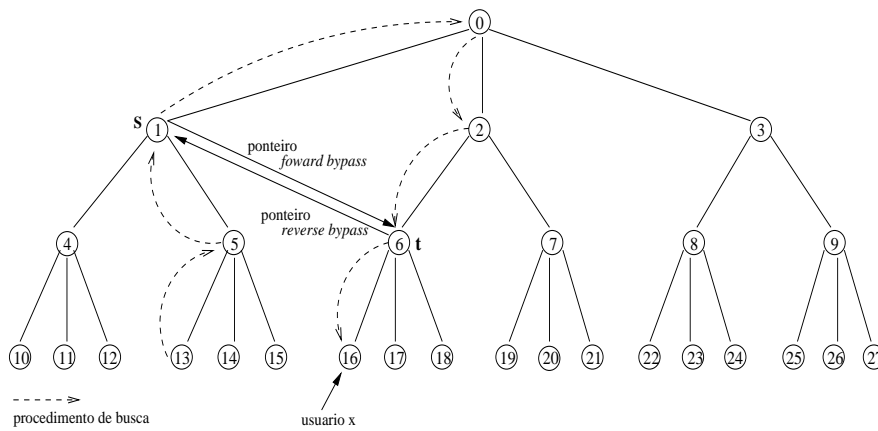 0
S 1 2 3
ponteiro
foward bypass
ponteiro
reverse bypass
4 5 6 t 7 8 9
10 11 12 13 14 15 16 17 18 19 20 21 22 23 24 25 26 27
procedimento de busca
usuario x